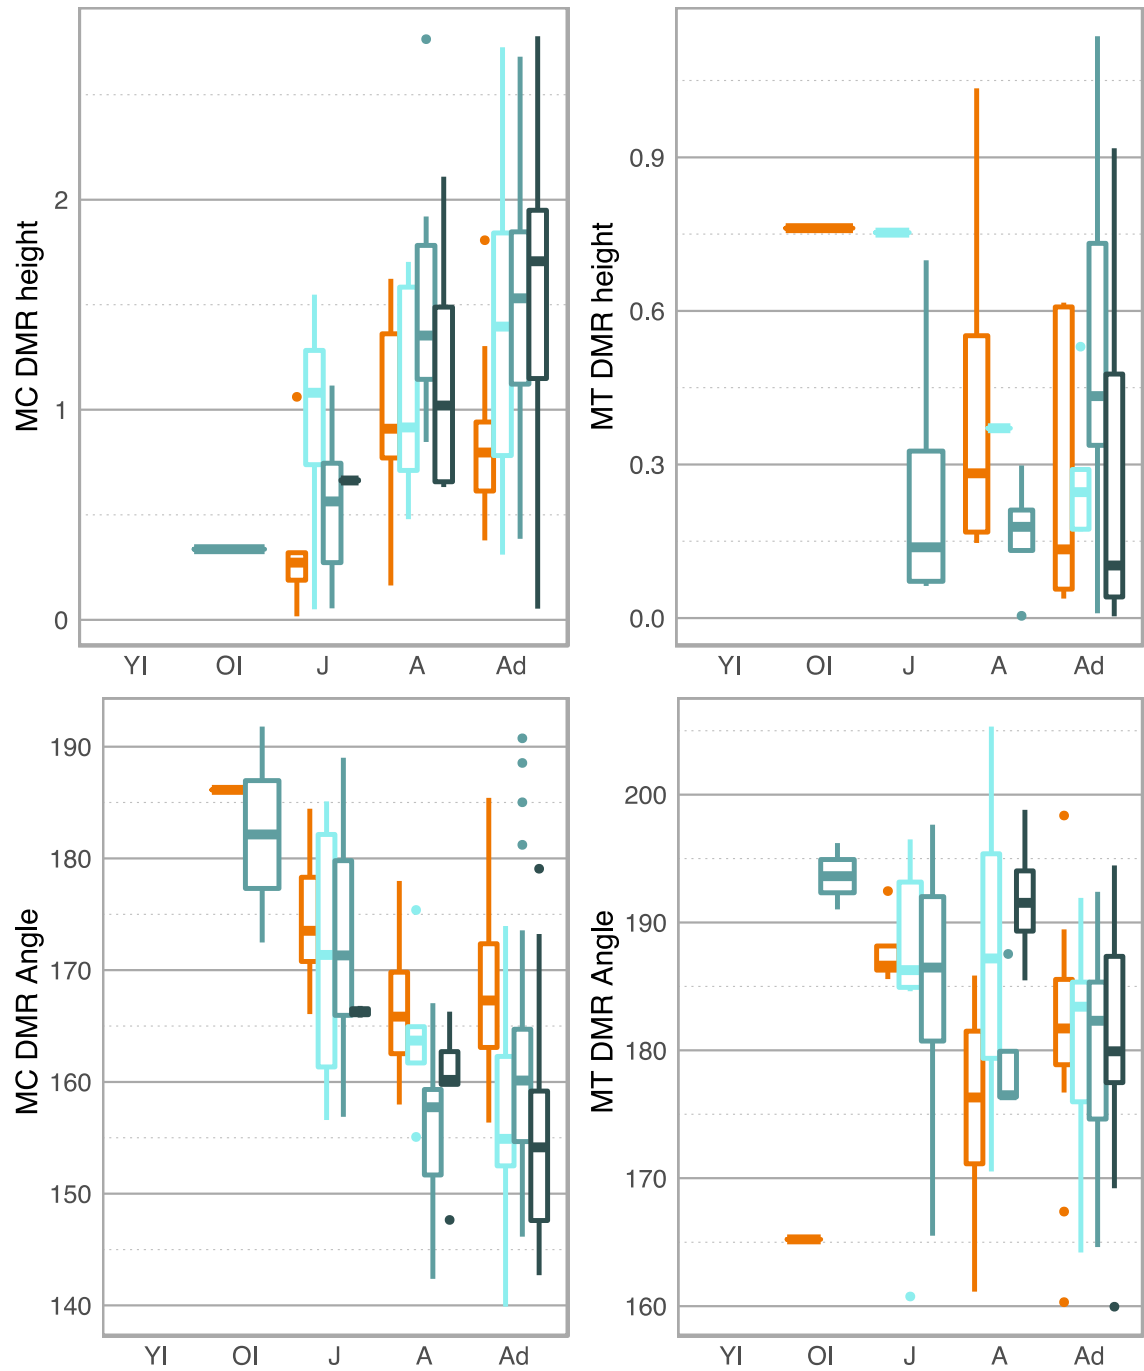 MC DMR height
2
1
0
YI OI J A Ad
MT DMR height
0.9
0.6
0.3
0.0
YI OI J A Ad
MC DMR Angle
190
180
170
160
150
140
YI OI J A Ad
MT DMR Angle
200
190
180
170
160
YI OI J A Ad